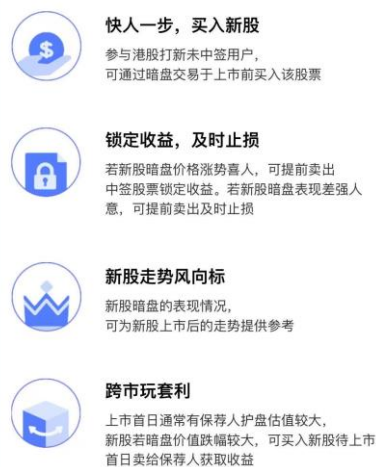 快人一步，买入新股
参与港股打新未中签用户，
可通过暗盘交易于上市前买入该股票
锁定收益，及时止损
若新股暗盘价格涨势喜人，可提前卖出
中签股票锁定收益。若新股暗盘表现差强人
意，可提前卖出及时止损
新股走势风向标
新股暗盘的表现情况，
可为新股上市后的走势提供参考
跨市玩套利
上市首日通常有保荐人护盘估值较大，
新股若暗盘价值跌幅较大，可买入新股待上市
首日卖给保荐人获取收益